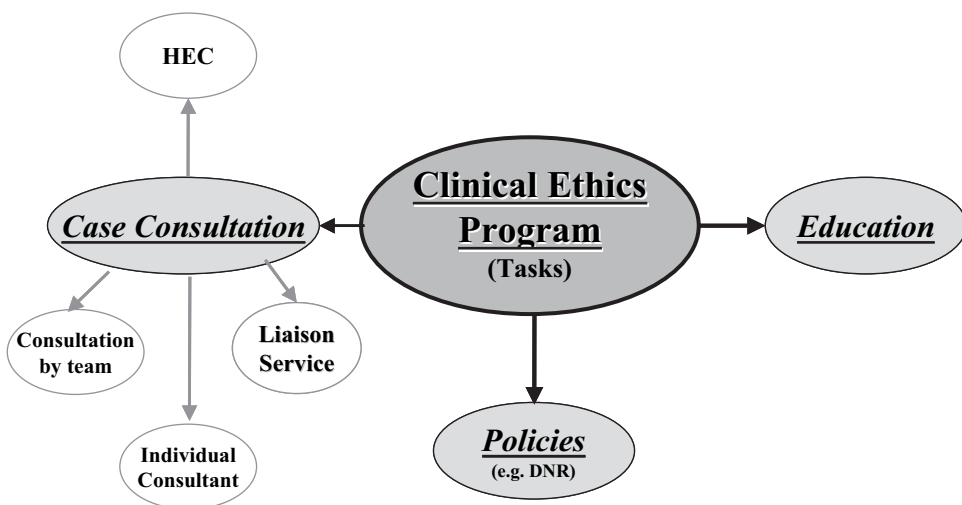 HEC
Clinical Ethics
Program
(Tasks)
Case Consultation
Education
Consultation
by team
Liaison
Service
Individual
Consultant
Policies
(e.g. DNR)